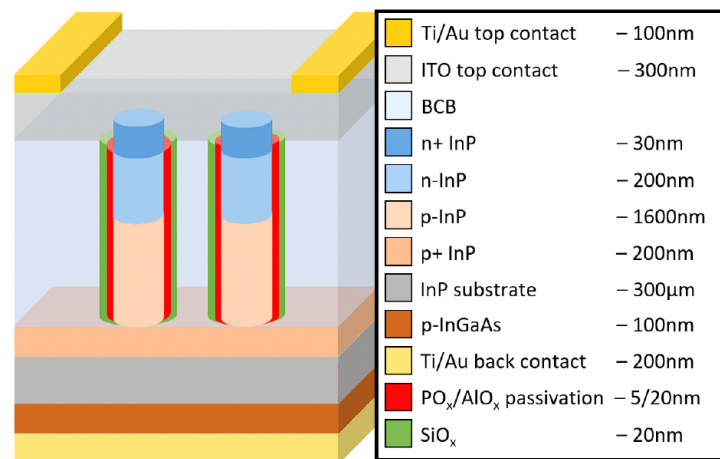 Ti/Au top contact – 100nm
ITO top contact – 300nm
BCB
n+ InP – 30nm
n-InP – 200nm
p-InP – 1600nm
p+ InP – 200nm
InP substrate – 300µm
p-InGaAs – 100nm
Ti/Au back contact – 200nm
POₓ/AlOₓ passivation – 5/20nm
SiOₓ – 20nm